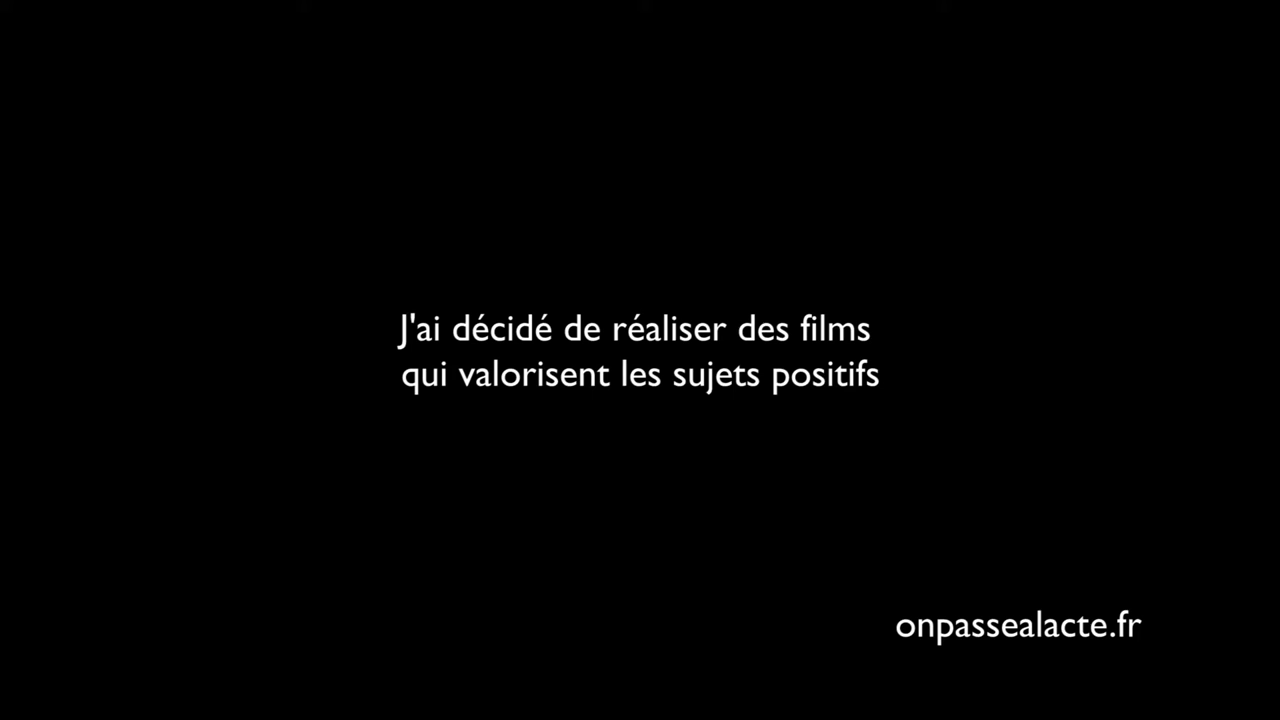 J'ai décidé de réaliser des films
qui valorisent les sujets positifs
onpassealacte.fr